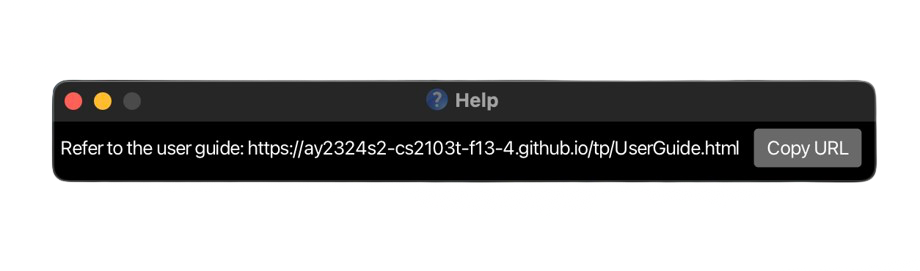 Help
Refer to the user guide: https://ay2324s2-cs2103t-f13-4.github.io/tp/UserGuide.html Copy URL